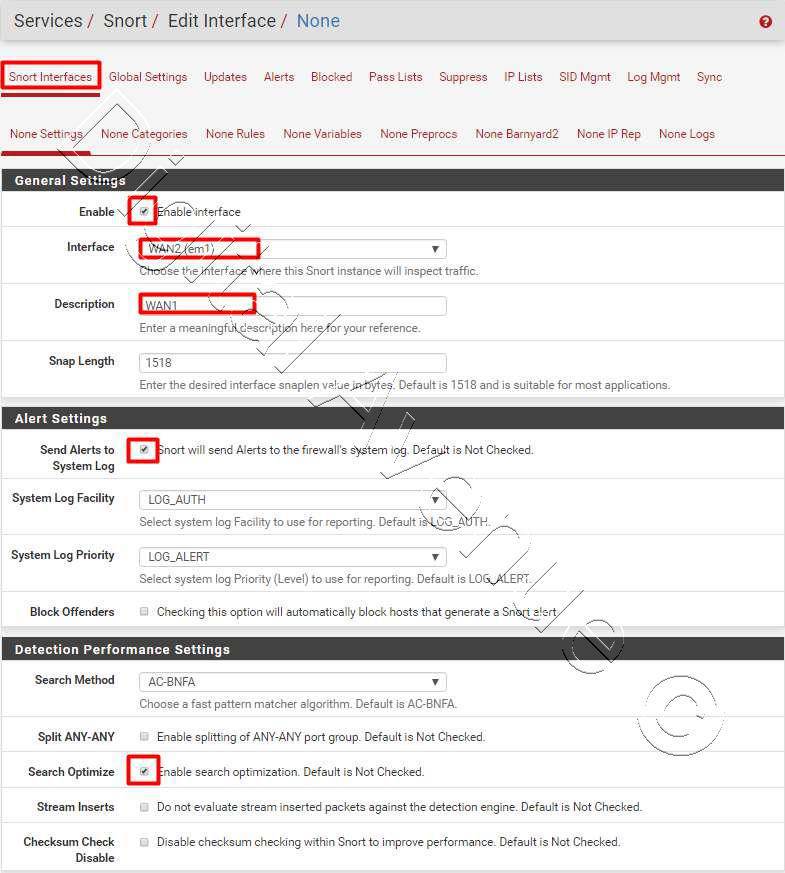 Services / Snort / Edit Interface / None
Snort Interfaces Global Settings Updates Alerts Blocked Pass Lists Suppress IP Lists SID Mgmt Log Mgmt Sync
None Settings None Categories None Rules None Variables None Preprocs None Barnyard2 None IP Rep None Logs
General Settings
Enable Enable interface
Interface WAN2 (em1)
Choose the interface where this Snort instance will inspect traffic.
Description WAN1
Enter a meaningful description here for your reference.
Snap Length 1518
Enter the desired interface snaplen value in bytes. Default is 1518 and is suitable for most applications.
Alert Settings
Send Alerts to Snort will send Alerts to the firewall's system log. Default is Not Checked.
System Log
System Log Facility LOG_AUTH
Select system log Facility to use for reporting. Default is LOG_AUTH.
System Log Priority LOG_ALERT
Select system log Priority (Level) to use for reporting. Default is LOG_ALERT.
Block Offenders Checking this option will automatically block hosts that generate a Snort alert.
Detection Performance Settings
Search Method AC-BNFA
Choose a fast pattern matcher algorithm. Default is AC-BNFA.
Split ANY-ANY Enable splitting of ANY-ANY port group. Default is Not Checked.
Search Optimize Enable search optimization. Default is Not Checked.
Stream Inserts Do not evaluate stream inserted packets against the detection engine. Default is Not Checked.
Checksum Check Disable checksum checking within Snort to improve performance. Default is Not Checked.
Disable